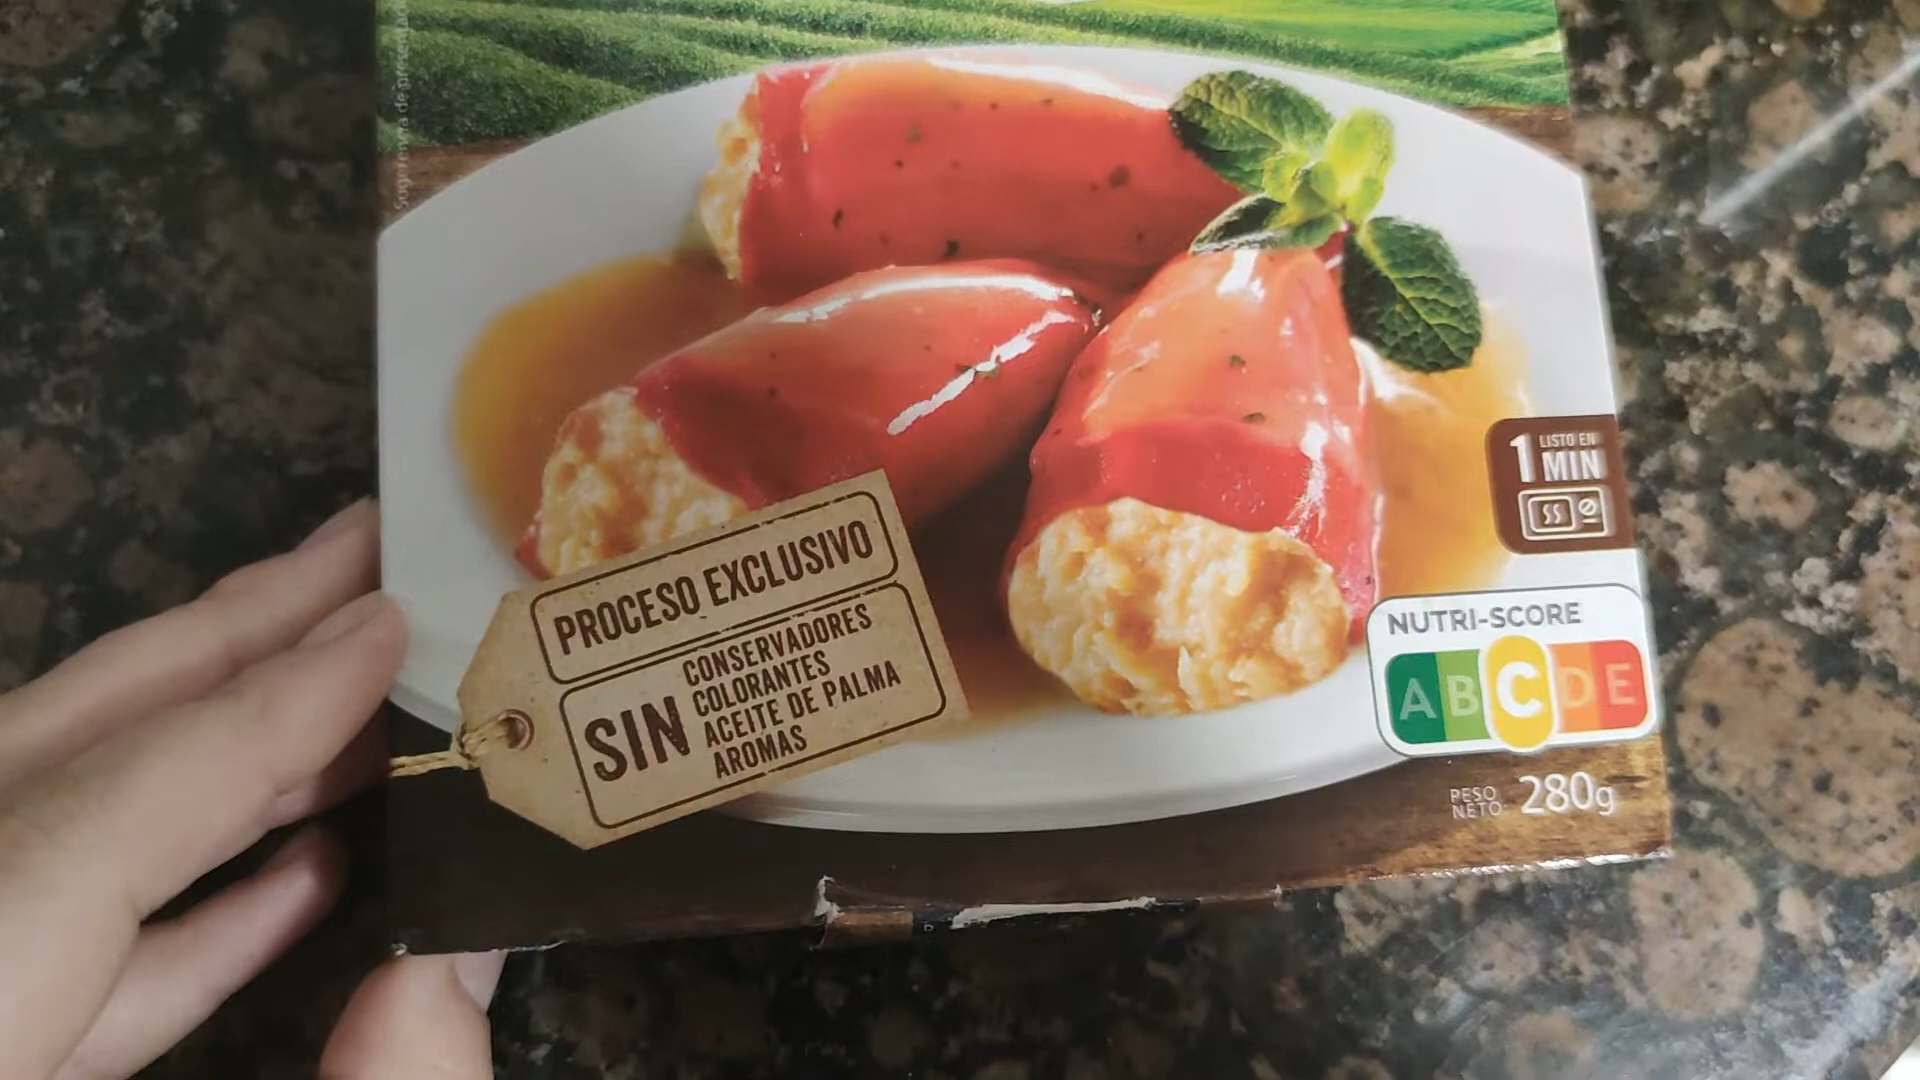 Sugerencia de presentación
1 LISTO EN
MIN
PROCESO EXCLUSIVO
SIN
CONSERVADORES
COLORANTES
ACEITE DE PALMA
AROMAS
NUTRI-SCORE
A B C D E
PESO
NETO: 280g